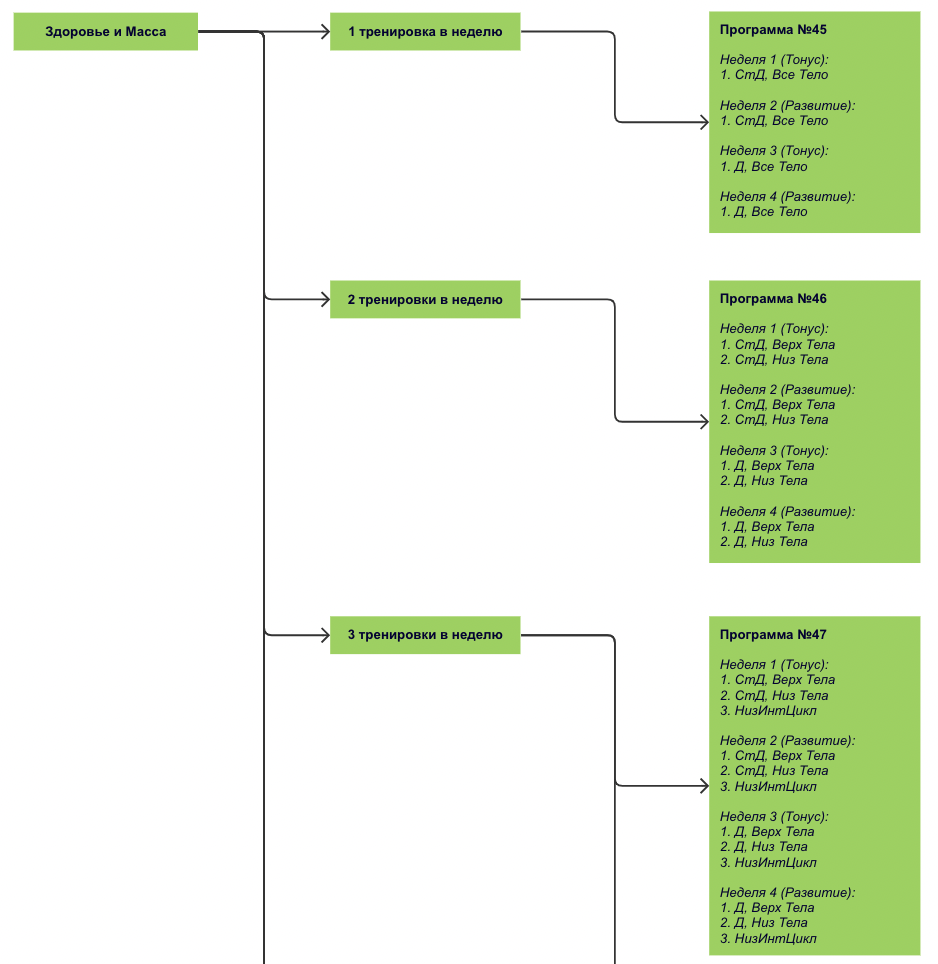 Здоровье и Масса
1 тренировка в неделю
Программа №45
Неделя 1 (Тонус):
1. СтД, Все Тело
Неделя 2 (Развитие):
1. СтД, Все Тело
Неделя 3 (Тонус):
1. Д, Все Тело
Неделя 4 (Развитие):
1. Д, Все Тело
2 тренировки в неделю
Программа №46
Неделя 1 (Тонус):
1. СтД, Верх Тела
2. СтД, Низ Тела
Неделя 2 (Развитие):
1. СтД, Верх Тела
2. СтД, Низ Тела
Неделя 3 (Тонус):
1. Д, Верх Тела
2. Д, Низ Тела
Неделя 4 (Развитие):
1. Д, Верх Тела
2. Д, Низ Тела
3 тренировки в неделю
Программа №47
Неделя 1 (Тонус):
1. СтД, Верх Тела
2. СтД, Низ Тела
3. НизИнтЦикл
Неделя 2 (Развитие):
1. СтД, Верх Тела
2. СтД, Низ Тела
3. НизИнтЦикл
Неделя 3 (Тонус):
1. Д, Верх Тела
2. Д, Низ Тела
3. НизИнтЦикл
Неделя 4 (Развитие):
1. Д, Верх Тела
2. Д, Низ Тела
3. НизИнтЦикл